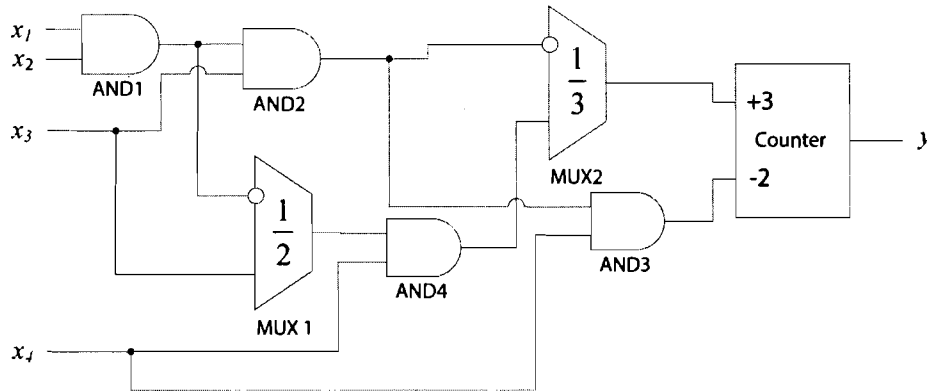 x1
x2
AND1
AND2
x3
1
2
MUX 1
AND4
1
3
MUX2
AND3
+3
Counter
-2
y
x4